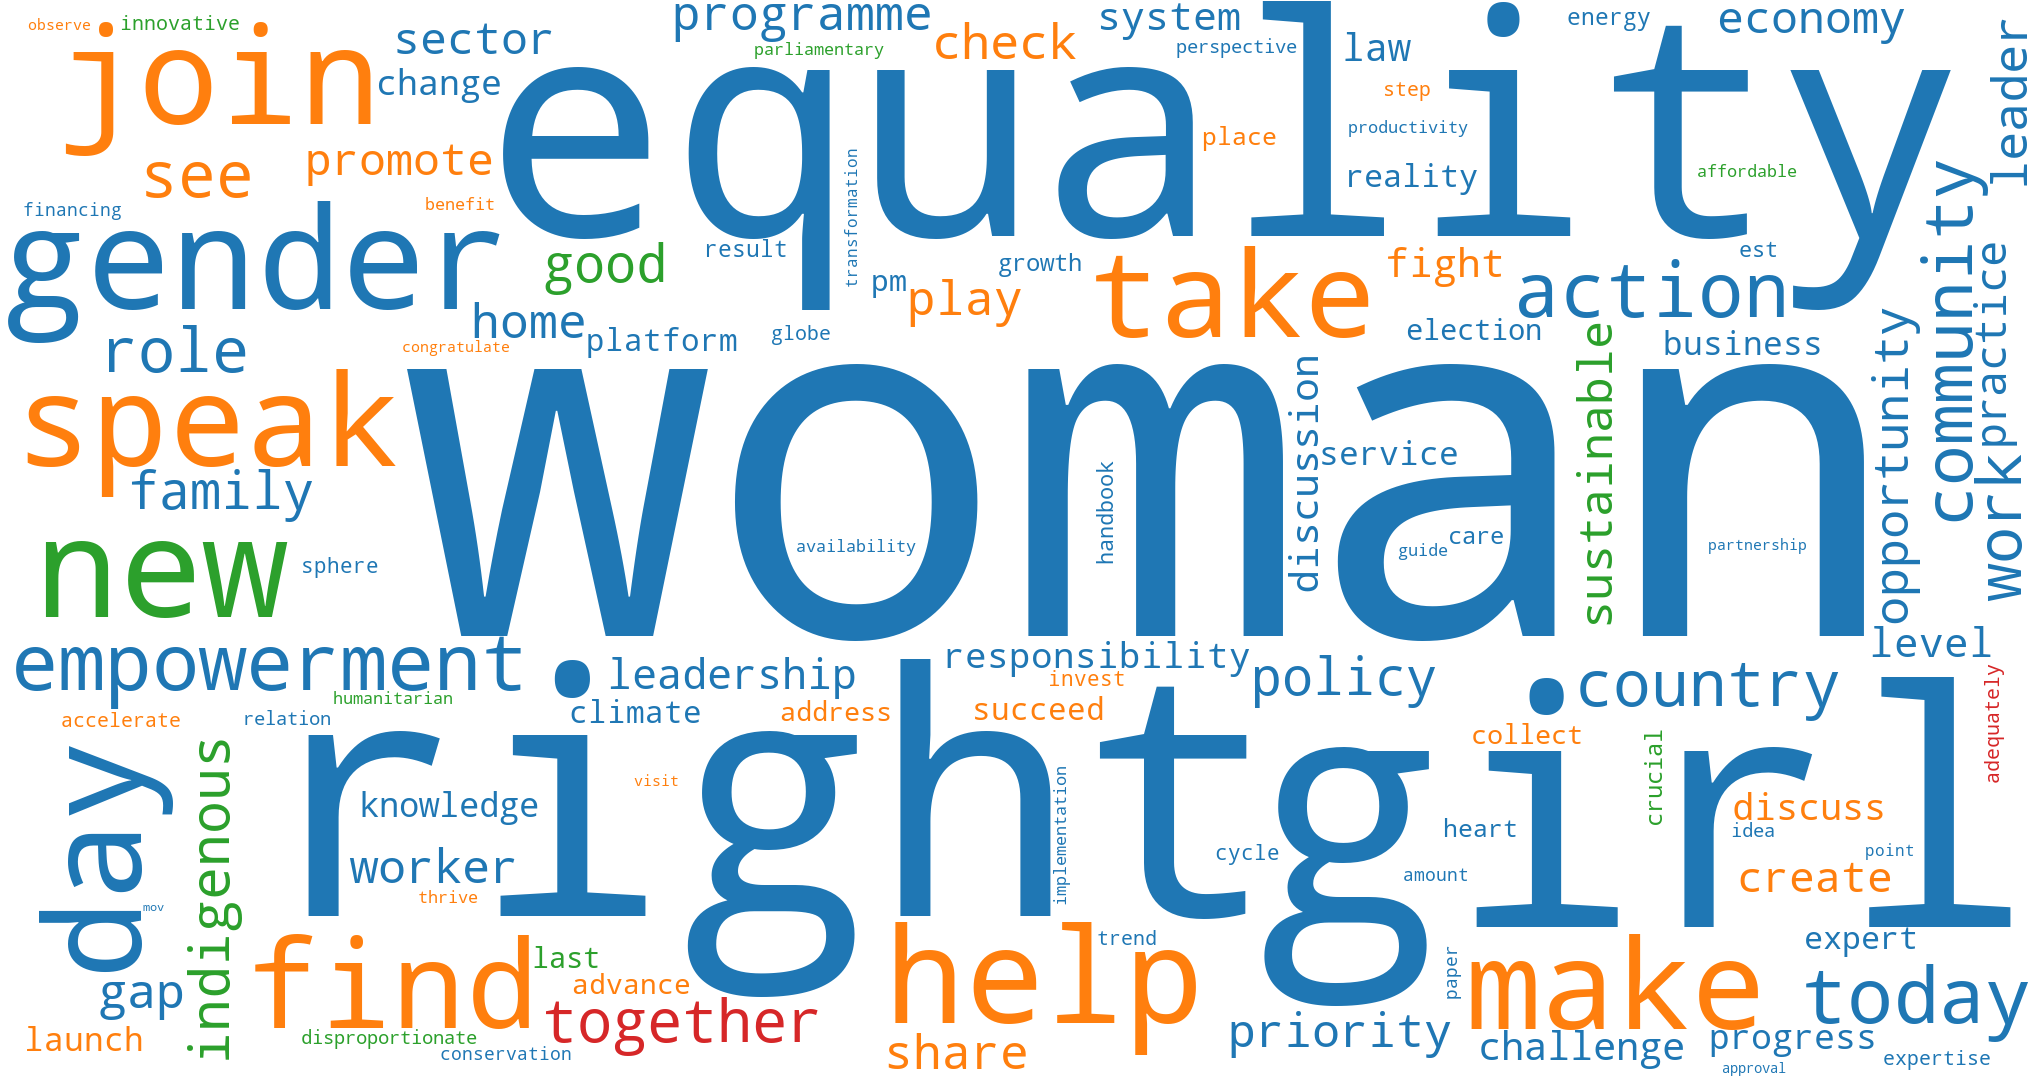 observe
innovative
join
sector
change
programme
parliamentary
check
system
perspective
law
energy
economy
leader
step
productivity
place
reality
affordable
equality
see
promote
benefit
financing
gender
good
result
transformation
pm
growth
play
take
fight
action
est
community
practice
home
platform
globe
election
business
opportunity
role
congratulate
speak
family
woman
discussion
service
sustainable
handbook
availability
guide
care
partnership
work
new
sphere
empowerment
leadership
responsibility
policy
country
level
humanitarian
climate
address
invest
succeed
accelerate
relation
right
girl
collect
crucial
adequately
day
indigenous
visit
implementation
knowledge
heart
discuss
idea
worker
cycle
point
thrive
amount
create
mov
find
last
advance
help
trend
paper
make
expert
today
gap
together
launch
disproportionate
conservation
share
priority
challenge
progress
expertise
approval